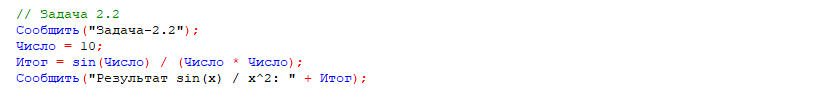 // Задача 2.2
Сообщить("Задача-2.2");
Число = 10;
Итог = sin(Число) / (Число * Число);
Сообщить("Результат sin(x) / x^2: " + Итог);